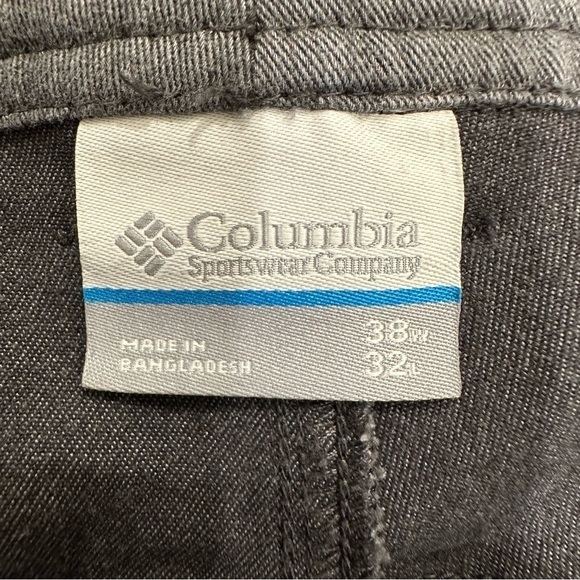 Columbia
Sportswear Company
MADE IN
BANGLADESH
38W
32L